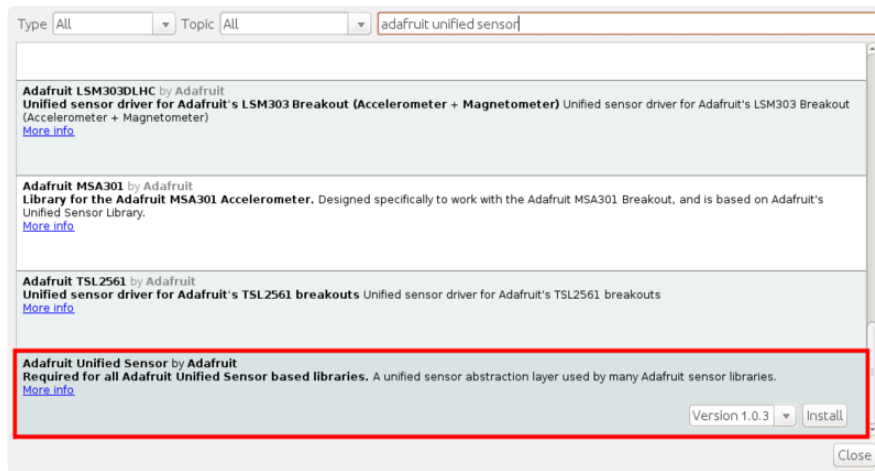 Type All Topic All adafruit unified sensor
Adafruit LSM303DLHC by Adafruit
Unified sensor driver for Adafruit's LSM303 Breakout (Accelerometer + Magnetometer) Unified sensor driver for Adafruit's LSM303 Breakout
(Accelerometer + Magnetometer)
More info
Adafruit MSA301 by Adafruit
Library for the Adafruit MSA301 Accelerometer. Designed specifically to work with the Adafruit MSA301 Breakout, and is based on Adafruit's
Unified Sensor Library.
More info
Adafruit TSL2561 by Adafruit
Unified sensor driver for Adafruit's TSL2561 breakouts Unified sensor driver for Adafruit's TSL2561 breakouts
More info
Adafruit Unified Sensor by Adafruit
Required for all Adafruit Unified Sensor based libraries. A unified sensor abstraction layer used by many Adafruit sensor libraries.
More info
Version 1.0.3 Install
Close